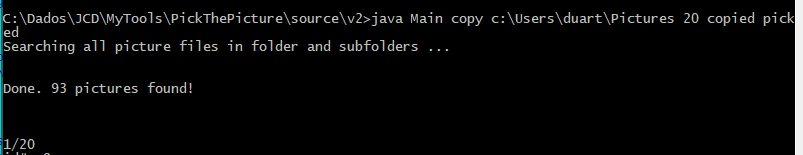 C:\Dados\JCD\MyTools\PickThePicture\source\v2>java Main copy c:\Users\duart\Pictures 20 copied pick
ed
Searching all picture files in folder and subfolders ...
Done. 93 pictures found!
1/20